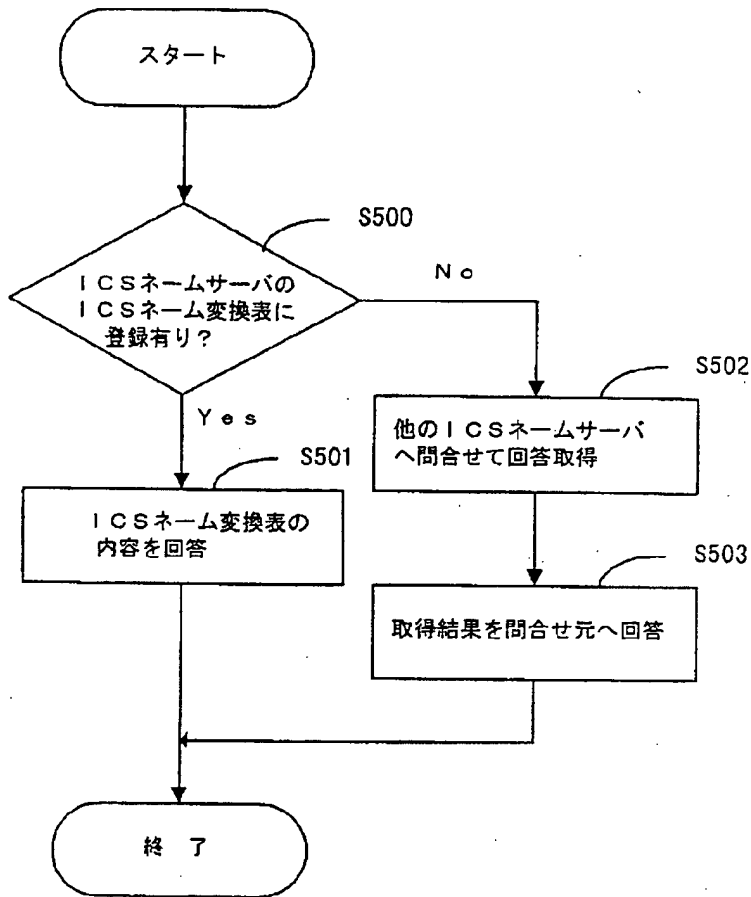 スタート
S500
ICSネームサーバの
ICSネーム変換表に
登録有り?
No
Yes
S502
他のICSネームサーバ
へ問合せて回答取得
S501
ICSネーム変換表の
内容を回答
S503
取得結果を問合せ元へ回答
終 了